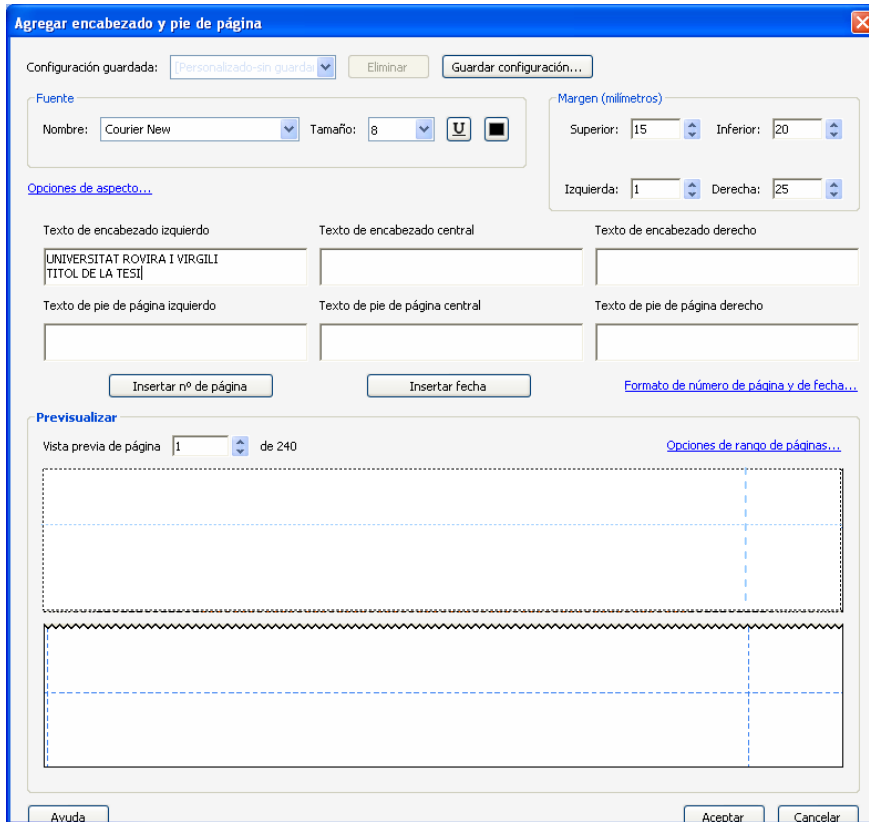 Agregar encabezado y pie de página
Configuración guardada: [Personalizado-sin guardar Eliminar Guardar configuración...
Fuente
Nombre: Courier New Tamaño: 8 U
Margen (milímetros)
Superior: 15 Inferior: 20
Izquierda: 1 Derecha: 25
Opciones de aspecto...
Texto de encabezado izquierdo Texto de encabezado central Texto de encabezado derecho
UNIVERSITAT ROVIRA I VIRGILI
TITOL DE LA TESI
Texto de pie de página izquierdo Texto de pie de página central Texto de pie de página derecho
Insertar nº de página Insertar fecha Formato de número de página y de fecha...
Previsualizar
Vista previa de página 1 de 240 Opciones de rango de páginas...
Ayuda Aceptar Cancelar